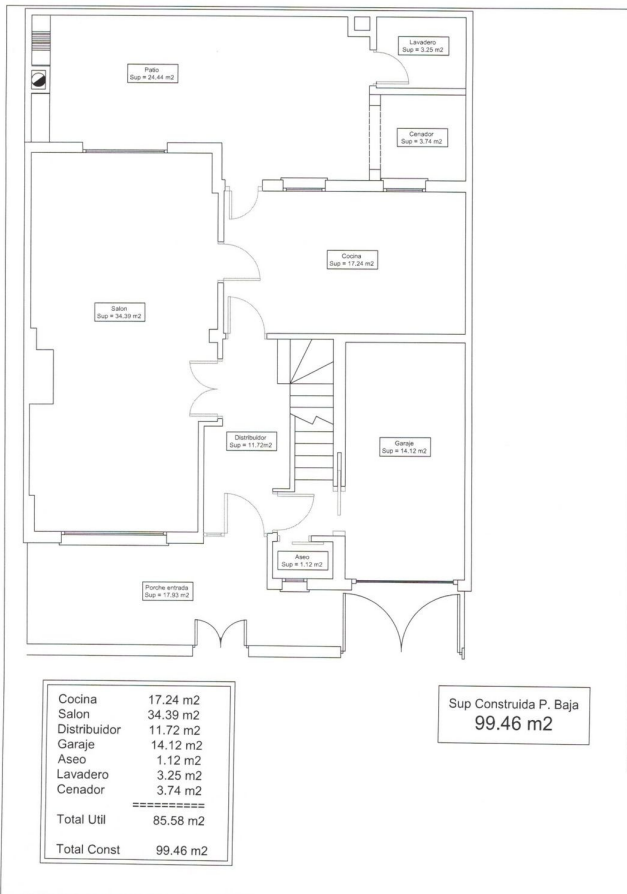 Lavadero
Sup = 3.25 m2
Patio
Sup = 24.44 m2
Cenador
Sup = 3.74 m2
Cocina
Sup = 17.24 m2
Salon
Sup = 34.39 m2
Distribuidor
Sup = 11.72m2
Garaje
Sup = 14.12 m2
Aseo
Sup = 1.12 m2
Porche entrada
Sup = 17.93 m2
Cocina 17.24 m2
Salon 34.39 m2
Distribuidor 11.72 m2
Garaje 14.12 m2
Aseo 1.12 m2
Lavadero 3.25 m2
Cenador 3.74 m2
==========
Total Util 85.58 m2
Total Const 99.46 m2
Sup Construida P. Baja
99.46 m2